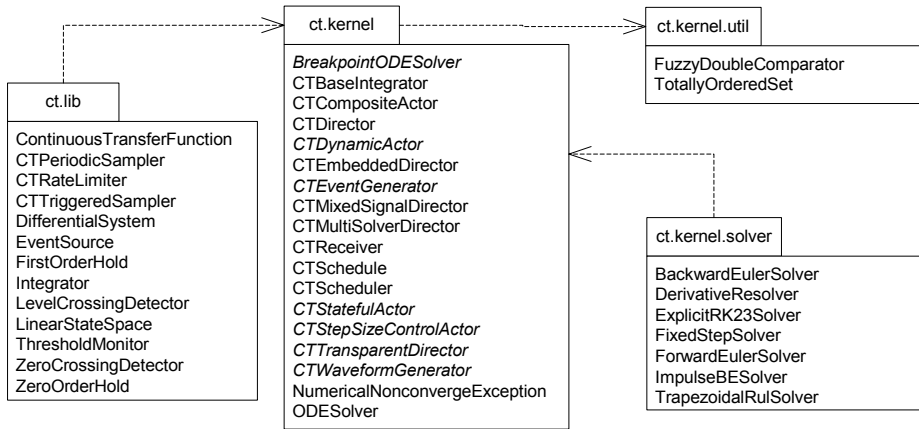 ct.lib
ContinuousTransferFunction
CTPeriodicSampler
CTRateLimiter
CTTriggeredSampler
DifferentialSystem
EventSource
FirstOrderHold
Integrator
LevelCrossingDetector
LinearStateSpace
ThresholdMonitor
ZeroCrossingDetector
ZeroOrderHold
ct.kernel
BreakpointODESolver
CTBaseIntegrator
CTCompositeActor
CTDirector
CTDynamicActor
CTEmbeddedDirector
CTEventGenerator
CTMixedSignalDirector
CTMultiSolverDirector
CTReceiver
CTSchedule
CTScheduler
CTStatefulActor
CTStepSizeControlActor
CTTransparentDirector
CTWaveformGenerator
NumericalNonconvergeException
ODESolver
ct.kernel.util
FuzzyDoubleComparator
TotallyOrderedSet
ct.kernel.solver
BackwardEulerSolver
DerivativeResolver
ExplicitRK23Solver
FixedStepSolver
ForwardEulerSolver
ImpulseBESolver
TrapezoidalRulSolver